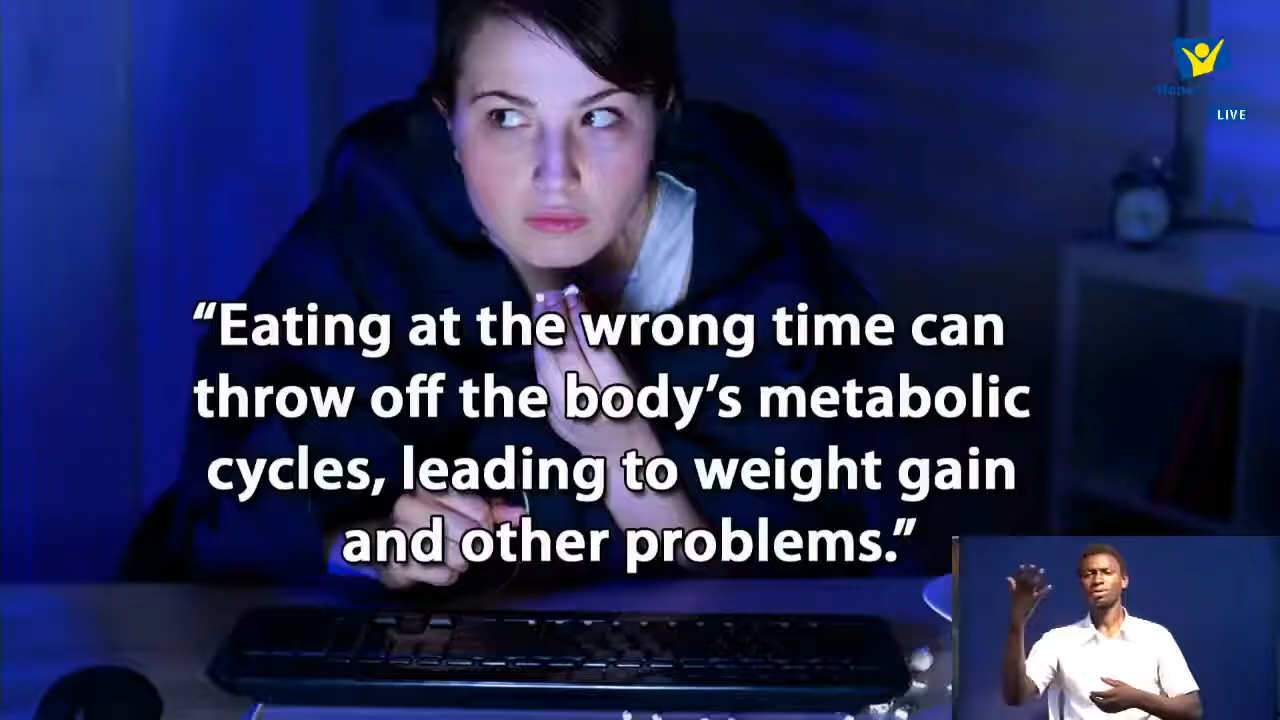 LIVE
“Eating at the wrong time can
throw off the body’s metabolic
cycles, leading to weight gain
and other problems.”